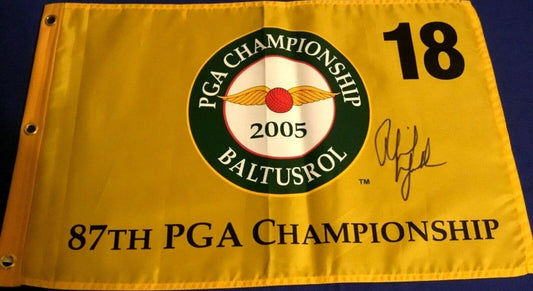 18
PGA CHAMPIONSHIP
2005
BALTUSROL
TM
87TH PGA CHAMPIONSHIP